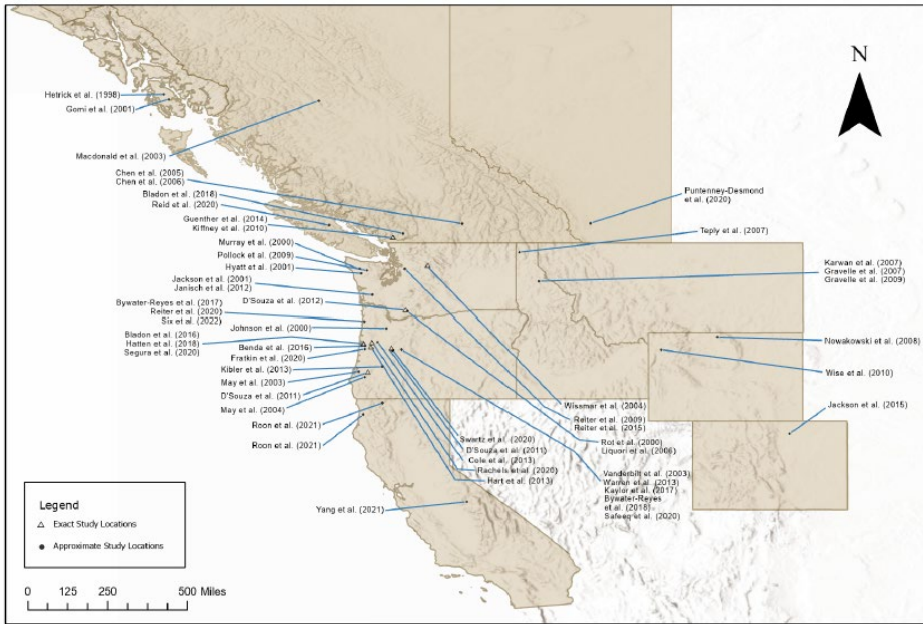 N
Hetrick et al. (1998)
Gomi et al. (2001)
Macdonald et al. (2003)
Chen et al. (2005)
Chen et al. (2006)
Bladon et al. (2018)
Reid et al. (2020)
Guenther et al. (2014)
Kiffney et al. (2010)
Murray et al. (2000)
Pollock et al. (2009)
Hyatt et al. (2001)
Jackson et al. (2001)
Janisch et al. (2012)
Bywater-Reyes et al. (2017)
Reiter et al. (2020)
Six et al. (2022)
D'Souza et al. (2012)
Johnson et al. (2000)
Bladon et al. (2016)
Hatten et al. (2018)
Segura et al. (2020)
Benda et al. (2016)
Fratkin et al. (2020)
Kibler et al. (2013)
May et al. (2003)
D'Souza et al. (2011)
May et al. (2004)
Roon et al. (2021)
Roon et al. (2021)
Yang et al. (2021)
Puntenney-Desmond
et al. (2020)
Teply et al. (2007)
Karwan et al. (2007)
Gravelle et al. (2007)
Gravelle et al. (2009)
Nowakowski et al. (2008)
Wise et al. (2010)
Jackson et al. (2015)
Wissmar et al. (2004)
Reiter et al. (2009)
Reiter et al. (2015)
Rot et al. (2000)
Liquori et al. (2006)
Swartz et al. (2020)
D'Souza et al. (2011)
Cole et al. (2013)
Rachels et al. (2020)
Hart et al. (2013)
Vanderbilt et al. (2003)
Warren et al. (2013)
Kaylor et al. (2017)
Bywater-Reyes
et al. (2018)
Safeeq et al. (2020)
Legend
Exact Study Locations
Approximate Study Locations
0 125 250 500 Miles